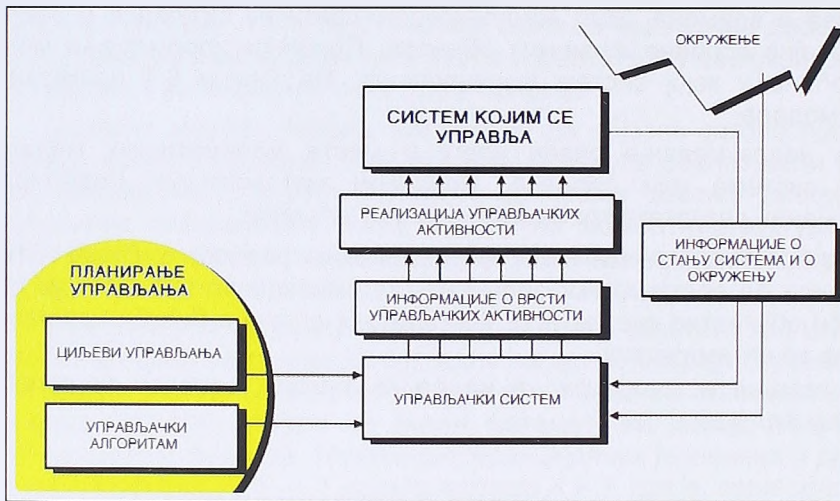 ОКРУЖЕЊЕ
СИСТЕМ КОЈИМ СЕ
УПРАВЉА
РЕАЛИЗАЦИЈА УПРАВЉАЧКИХ
АКТИВНОСТИ
ИНФОРМАЦИЈЕ О
СТАЊУ СИСТЕМА И О
ОКРУЖЕЊУ
ПЛАНИРАЊЕ
УПРАВЉАЊА
ИНФОРМАЦИЈЕ О ВРСТИ
УПРАВЉАЧКИХ АКТИВНОСТИ
ЦИЉЕВИ УПРАВЉАЊА
УПРАВЉАЧКИ СИСТЕМ
УПРАВЉАЧКИ
АЛГОРИТАМ